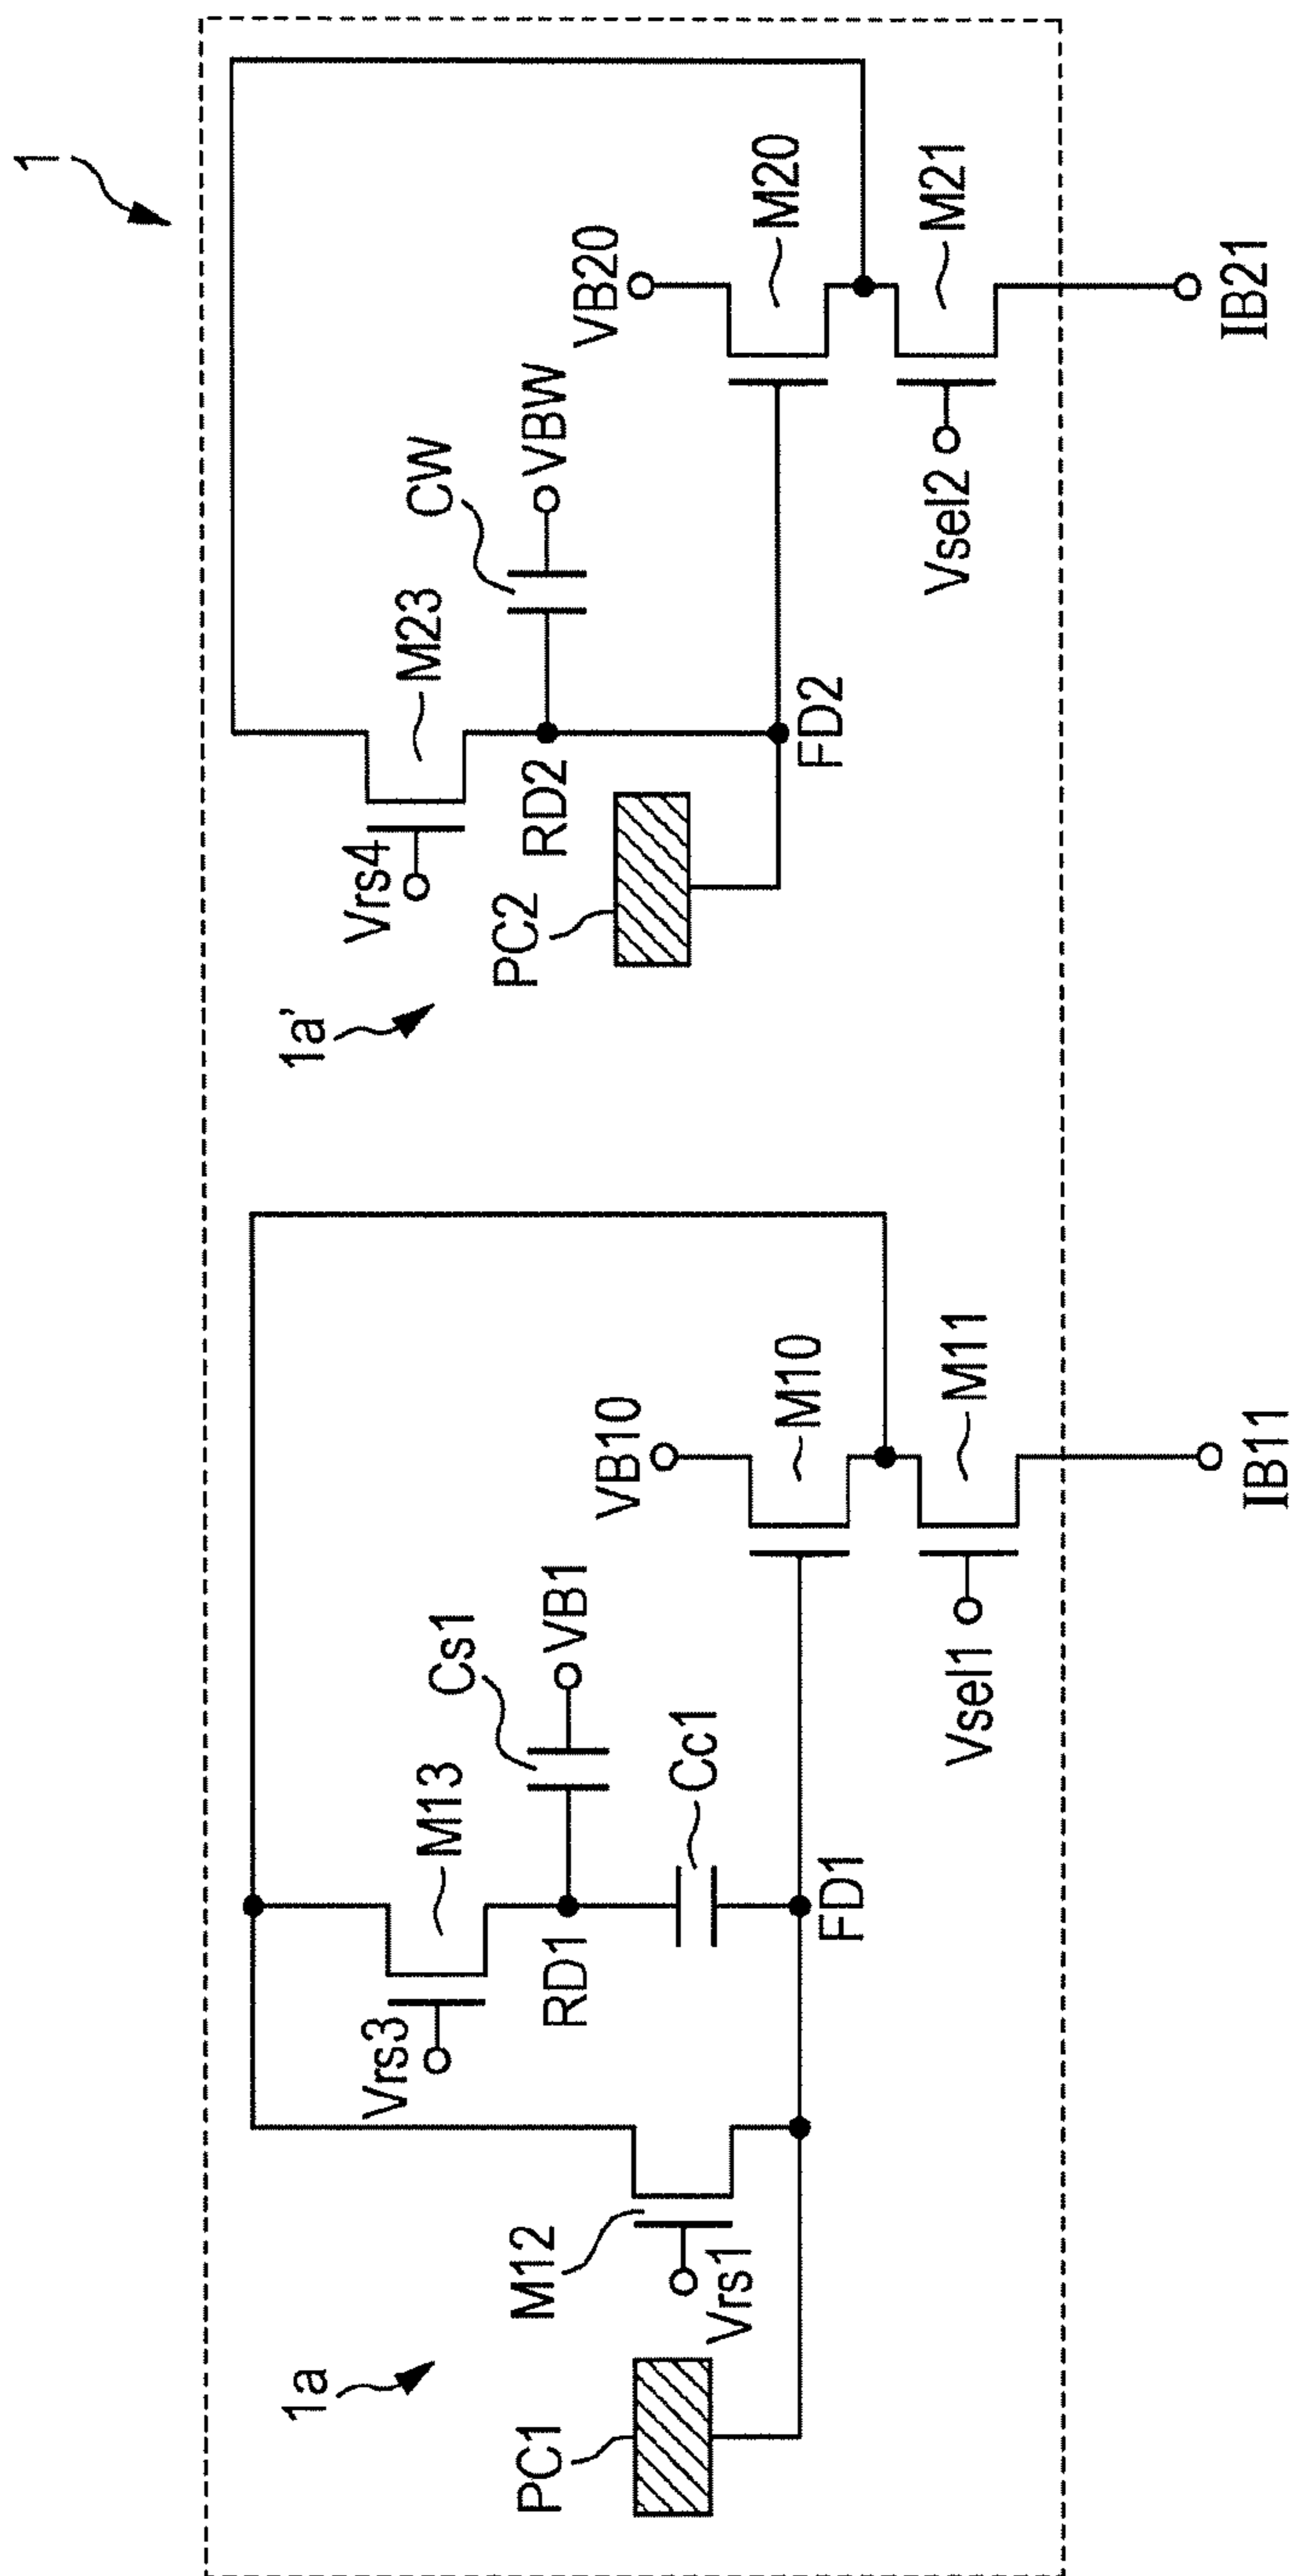 1
1a
PC1
M12
Vrs1
Vrs3
M13
RD1
Cs1
VB1
Cc1
FD1
VB10
M10
M11
Vsel1
IB11
1a'
PC2
Vrs4
M23
RD2
CW
VBW
FD2
VB20
M20
M21
Vsel2
IB21